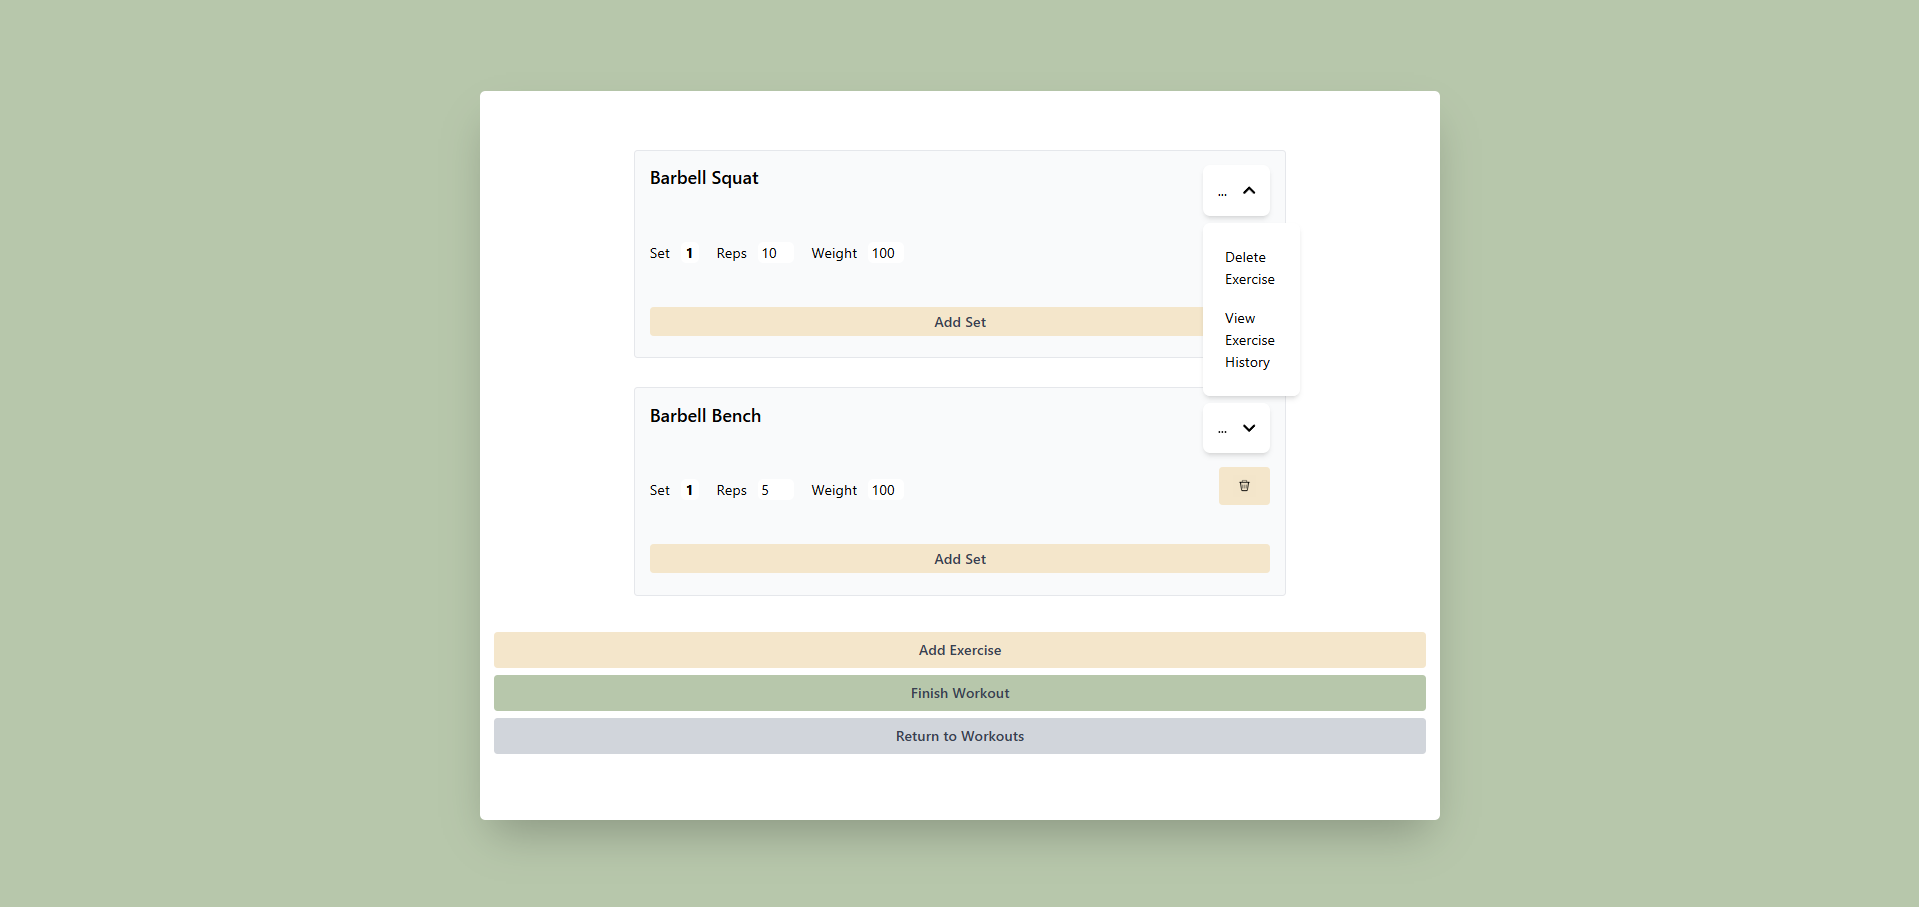 Barbell Squat
...
Set 1 Reps 10 Weight 100
Delete
Exercise
View
Exercise
History
Add Set
Barbell Bench
...
Set 1 Reps 5 Weight 100
Add Set
Add Exercise
Finish Workout
Return to Workouts